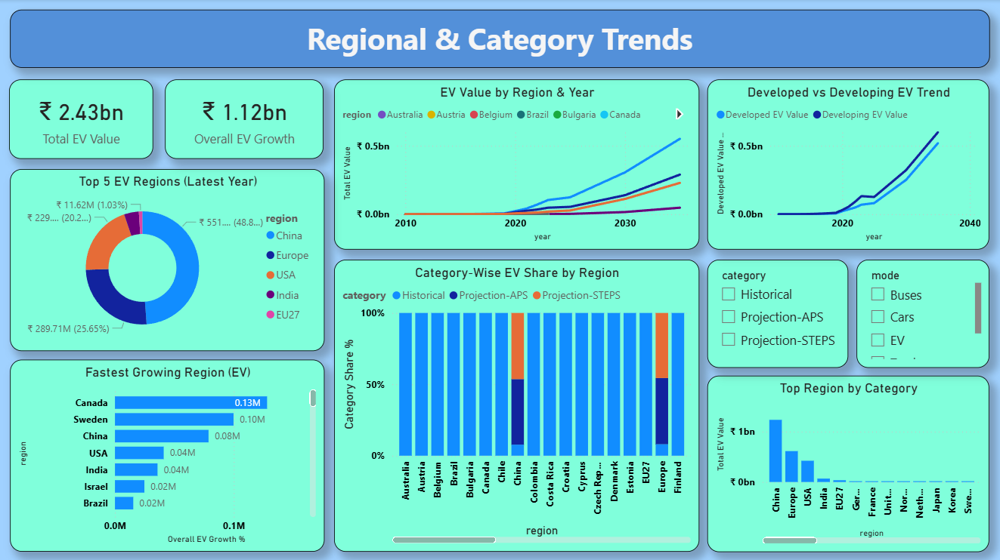 Regional & Category Trends
₹ 2.43bn
Total EV Value
₹ 1.12bn
Overall EV Growth
Top 5 EV Regions (Latest Year)
₹ 11.62M (1.03%)
₹ 229.... (20.2...)
₹ 551.... (48.8...)
₹ 289.71M (25.65%)
region
China
Europe
USA
India
EU27
Fastest Growing Region (EV)
region
Canada 0.13M
Sweden 0.10M
China 0.08M
USA 0.04M
India 0.04M
Israel 0.02M
Brazil 0.02M
0.0M 0.1M
Overall EV Growth %
EV Value by Region & Year
region Australia Austria Belgium Brazil Bulgaria Canada
Total EV Value
₹ 0.5bn
₹ 0.0bn
2010 2020 2030
year
Category-Wise EV Share by Region
category Historical Projection-APS Projection-STEPS
Category Share %
100%
50%
0%
Australia
Austria
Belgium
Brazil
Bulgaria
Canada
Chile
China
Colombia
Costa Rica
Croatia
Cyprus
Czech Rep...
Denmark
Estonia
EU27
Europe
Finland
region
Developed vs Developing EV Trend
Developed EV Value Developing EV Value
Developed EV Value ...
₹ 0.5bn
₹ 0.0bn
2020 2040
year
category
Historical
Projection-APS
Projection-STEPS
mode
Buses
Cars
EV
Top Region by Category
Total EV Value
₹ 1bn
₹ 0bn
China
Europe
USA
India
EU27
Ger...
France
Unit...
Nor...
Neth...
Japan
Korea
Swe...
region